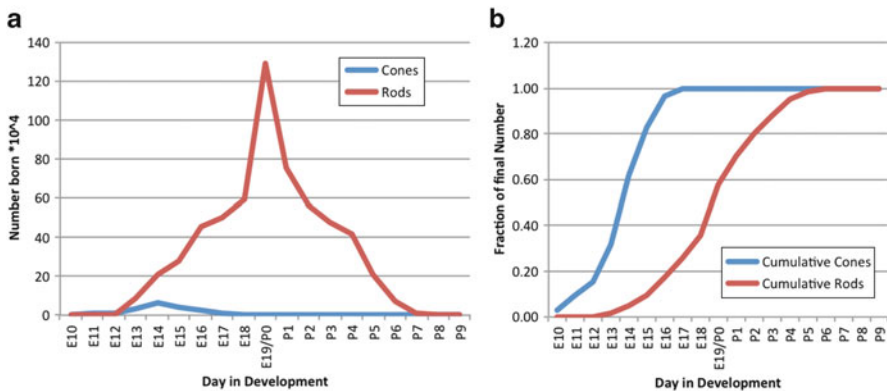 a
Number born *10^4
140
120
100
80
60
40
20
0
Cones
Rods
E10
E11
E12
E13
E14
E15
E16
E17
E18
E19/P0
P1
P2
P3
P4
P5
P6
P7
P8
P9
Day in Development
b
Fraction of final Number
1.20
1.00
0.80
0.60
0.40
0.20
0.00
Cumulative Cones
Cumulative Rods
E10
E11
E12
E13
E14
E15
E16
E17
E18
E19/P0
P1
P2
P3
P4
P5
P6
P7
P8
P9
Day in Development